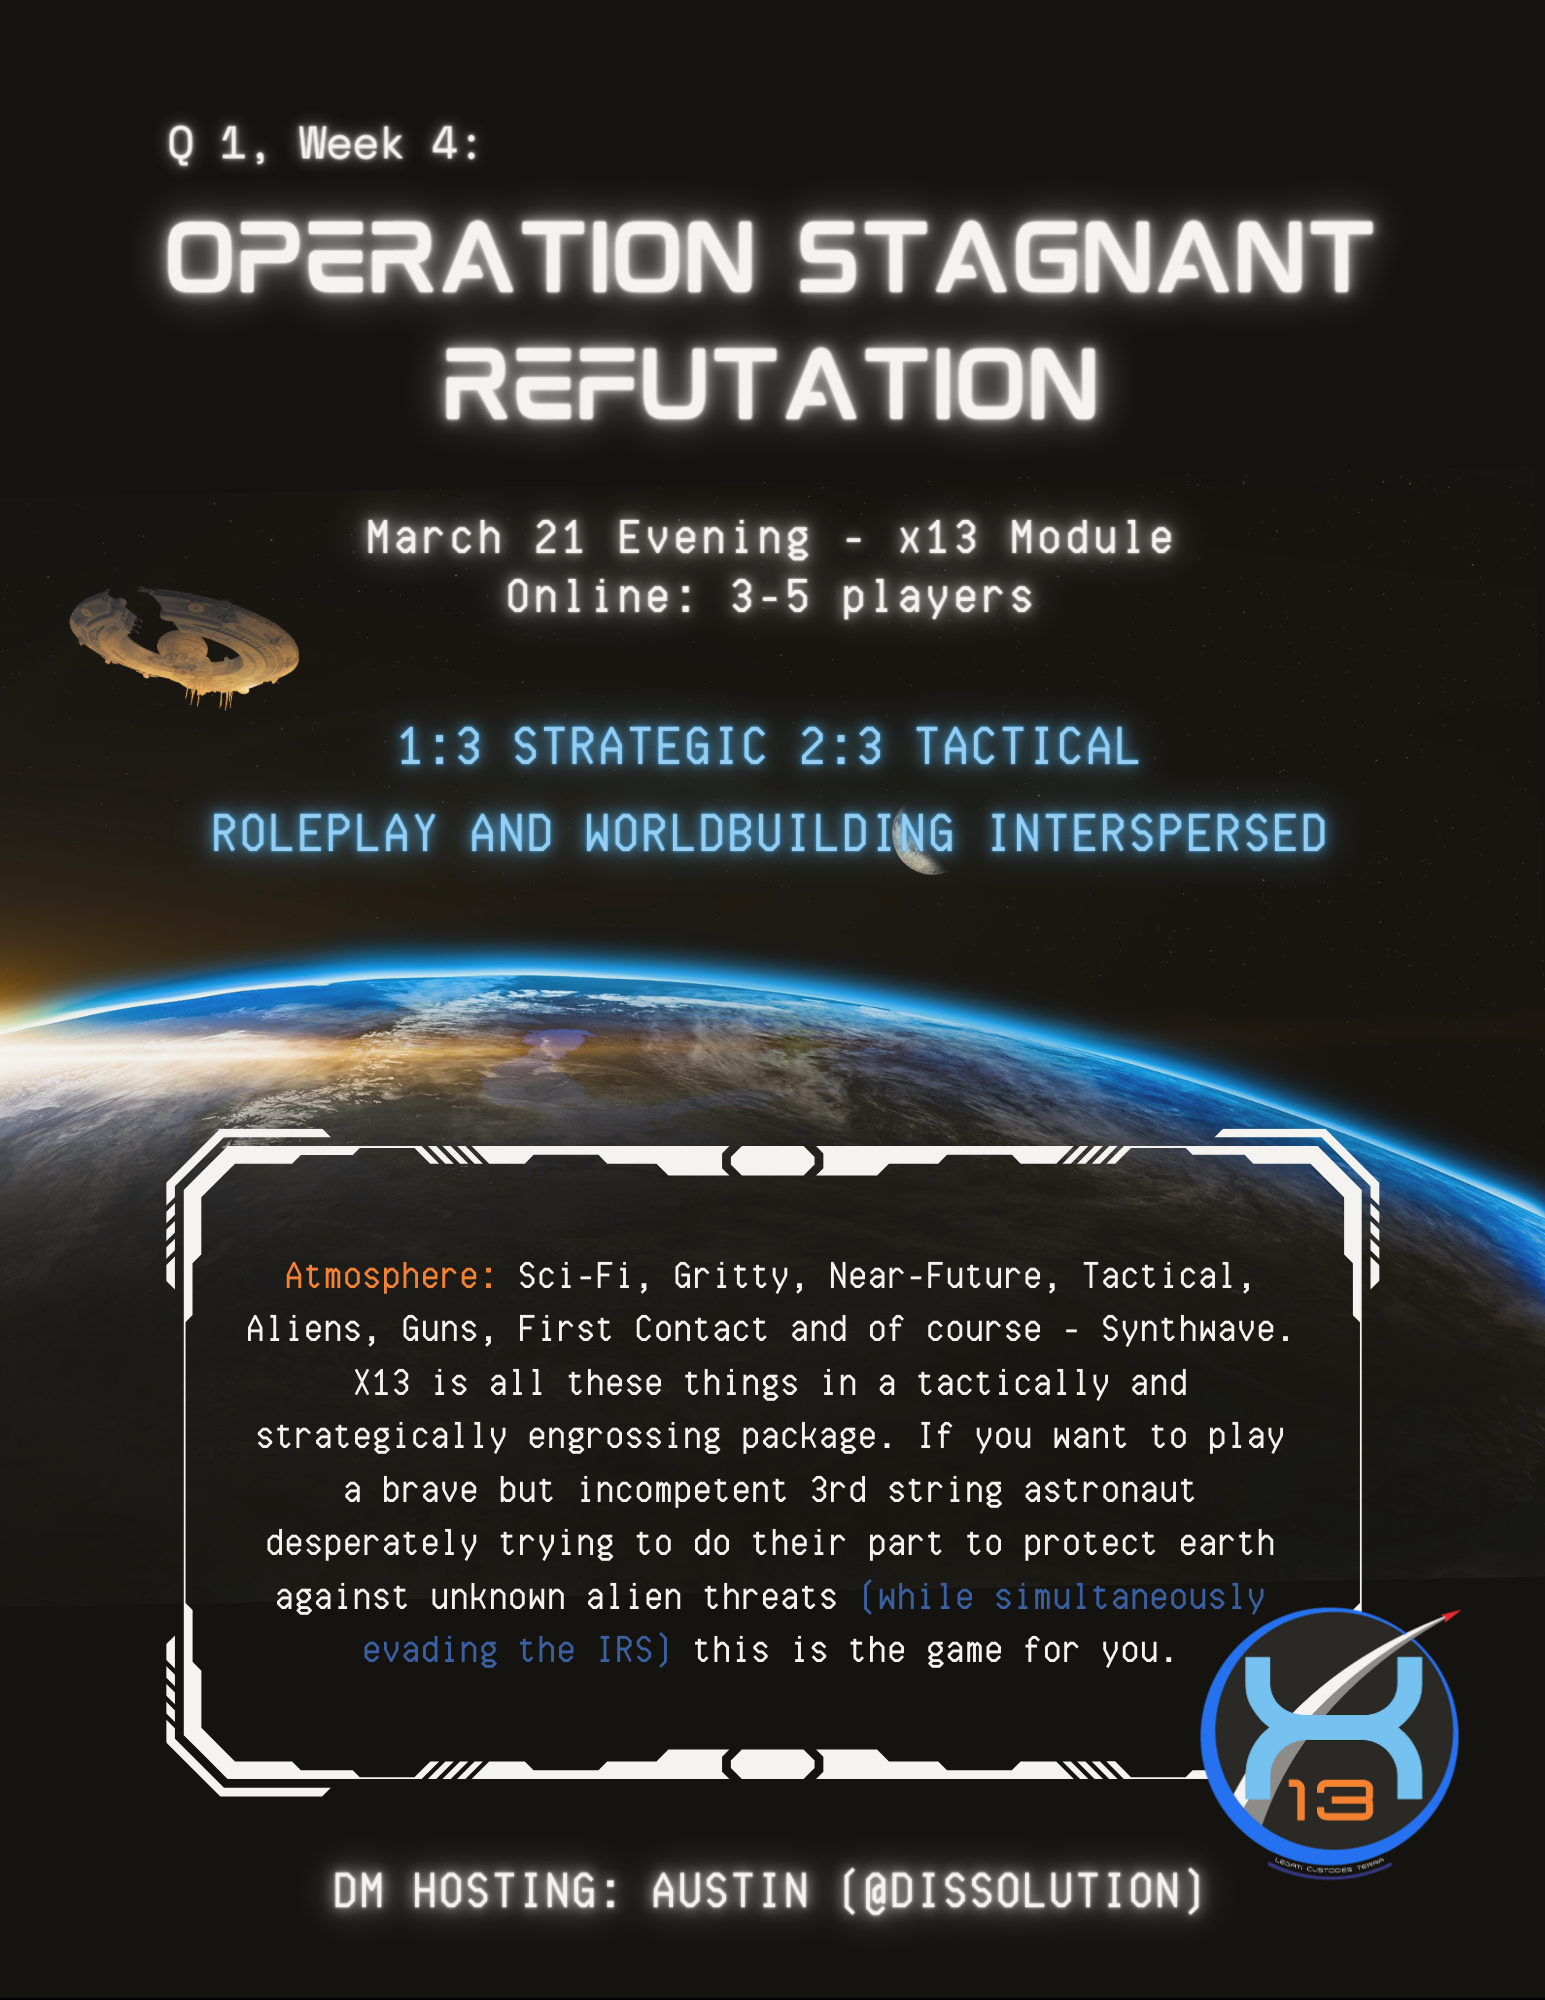 Q 1, Week 4:
OPERATION STAGNANT
REFUTATION
March 21 Evening - x13 Module
Online: 3-5 players
1:3 STRATEGIC 2:3 TACTICAL
ROLEPLAY AND WORLDBUILDING INTERSPERSED
Atmosphere: Sci-Fi, Gritty, Near-Future, Tactical,
Aliens, Guns, First Contact and of course - Synthwave.
X13 is all these things in a tactically and
strategically engrossing package. If you want to play
a brave but incompetent 3rd string astronaut
desperately trying to do their part to protect earth
against unknown alien threats (while simultaneously
evading the IRS) this is the game for you.
X
13
LEGATI CUSTODES TERRA
DM HOSTING: AUSTIN (@DISSOLUTION)